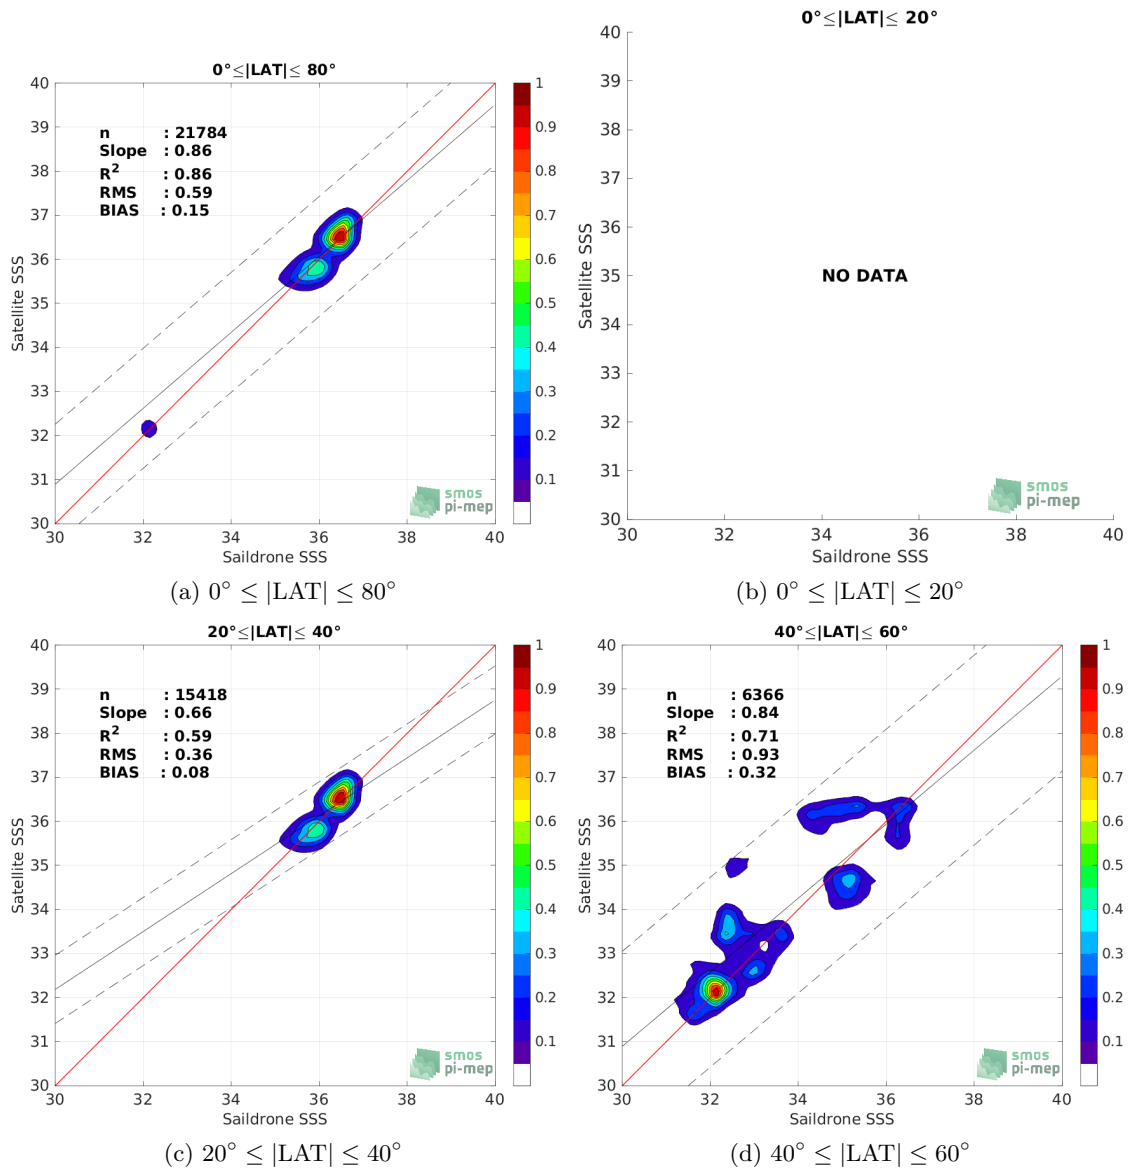 0°≤|LAT|≤ 80°
n : 21784
Slope : 0.86
R² : 0.86
RMS : 0.59
BIAS : 0.15
40
39
38
37
36
35
34
33
32
31
30
30
32
34
36
38
40
Satellite SSS
Saildrone SSS
1
0.9
0.8
0.7
0.6
0.5
0.4
0.3
0.2
0.1
smos
pi-mep
(a) 0° ≤ |LAT| ≤ 80°
0°≤|LAT|≤ 20°
40
39
38
37
36
35
34
33
32
31
30
30
32
34
36
38
40
Satellite SSS
Saildrone SSS
NO DATA
smos
pi-mep
(b) 0° ≤ |LAT| ≤ 20°
20°≤|LAT|≤ 40°
n : 15418
Slope : 0.66
R² : 0.59
RMS : 0.36
BIAS : 0.08
40
39
38
37
36
35
34
33
32
31
30
30
32
34
36
38
40
Satellite SSS
Saildrone SSS
1
0.9
0.8
0.7
0.6
0.5
0.4
0.3
0.2
0.1
smos
pi-mep
(c) 20° ≤ |LAT| ≤ 40°
40°≤|LAT|≤ 60°
n : 6366
Slope : 0.84
R² : 0.71
RMS : 0.93
BIAS : 0.32
40
39
38
37
36
35
34
33
32
31
30
30
32
34
36
38
40
Satellite SSS
Saildrone SSS
1
0.9
0.8
0.7
0.6
0.5
0.4
0.3
0.2
0.1
smos
pi-mep
(d) 40° ≤ |LAT| ≤ 60°